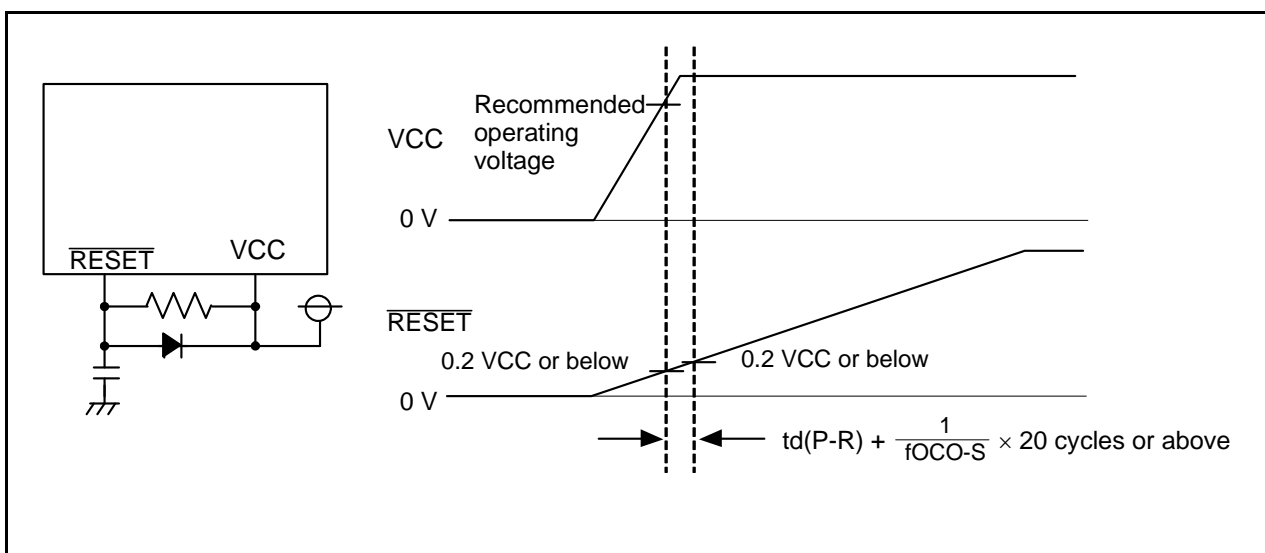 RESET
VCC
VCC
Recommended
operating
voltage
0 V
RESET
0.2 VCC or below
0.2 VCC or below
0 V
td(P-R) + 1/fOCO-S × 20 cycles or above